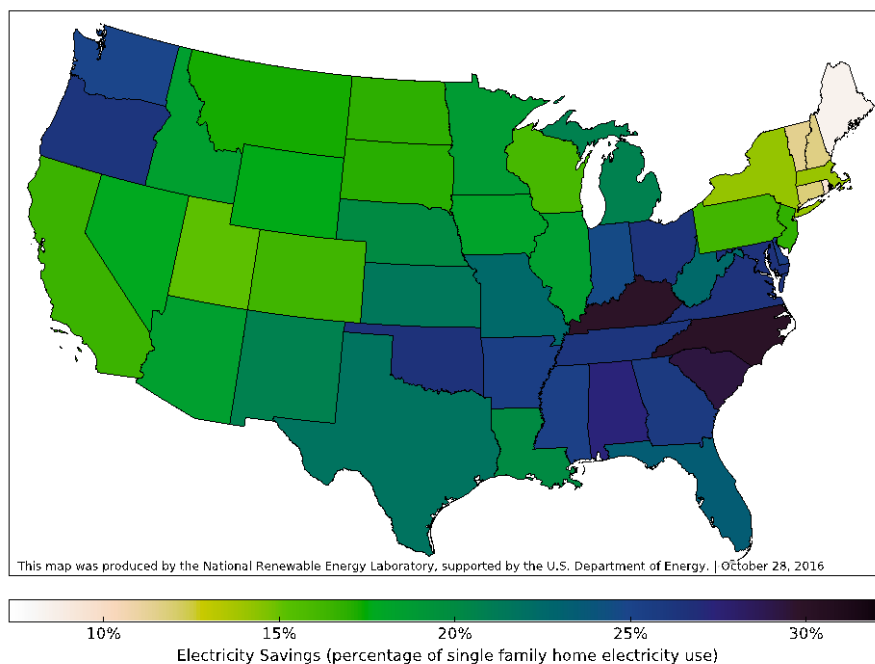 This map was produced by the National Renewable Energy Laboratory, supported by the U.S. Department of Energy. | October 28, 2016
10% 15% 20% 25% 30%
Electricity Savings (percentage of single family home electricity use)